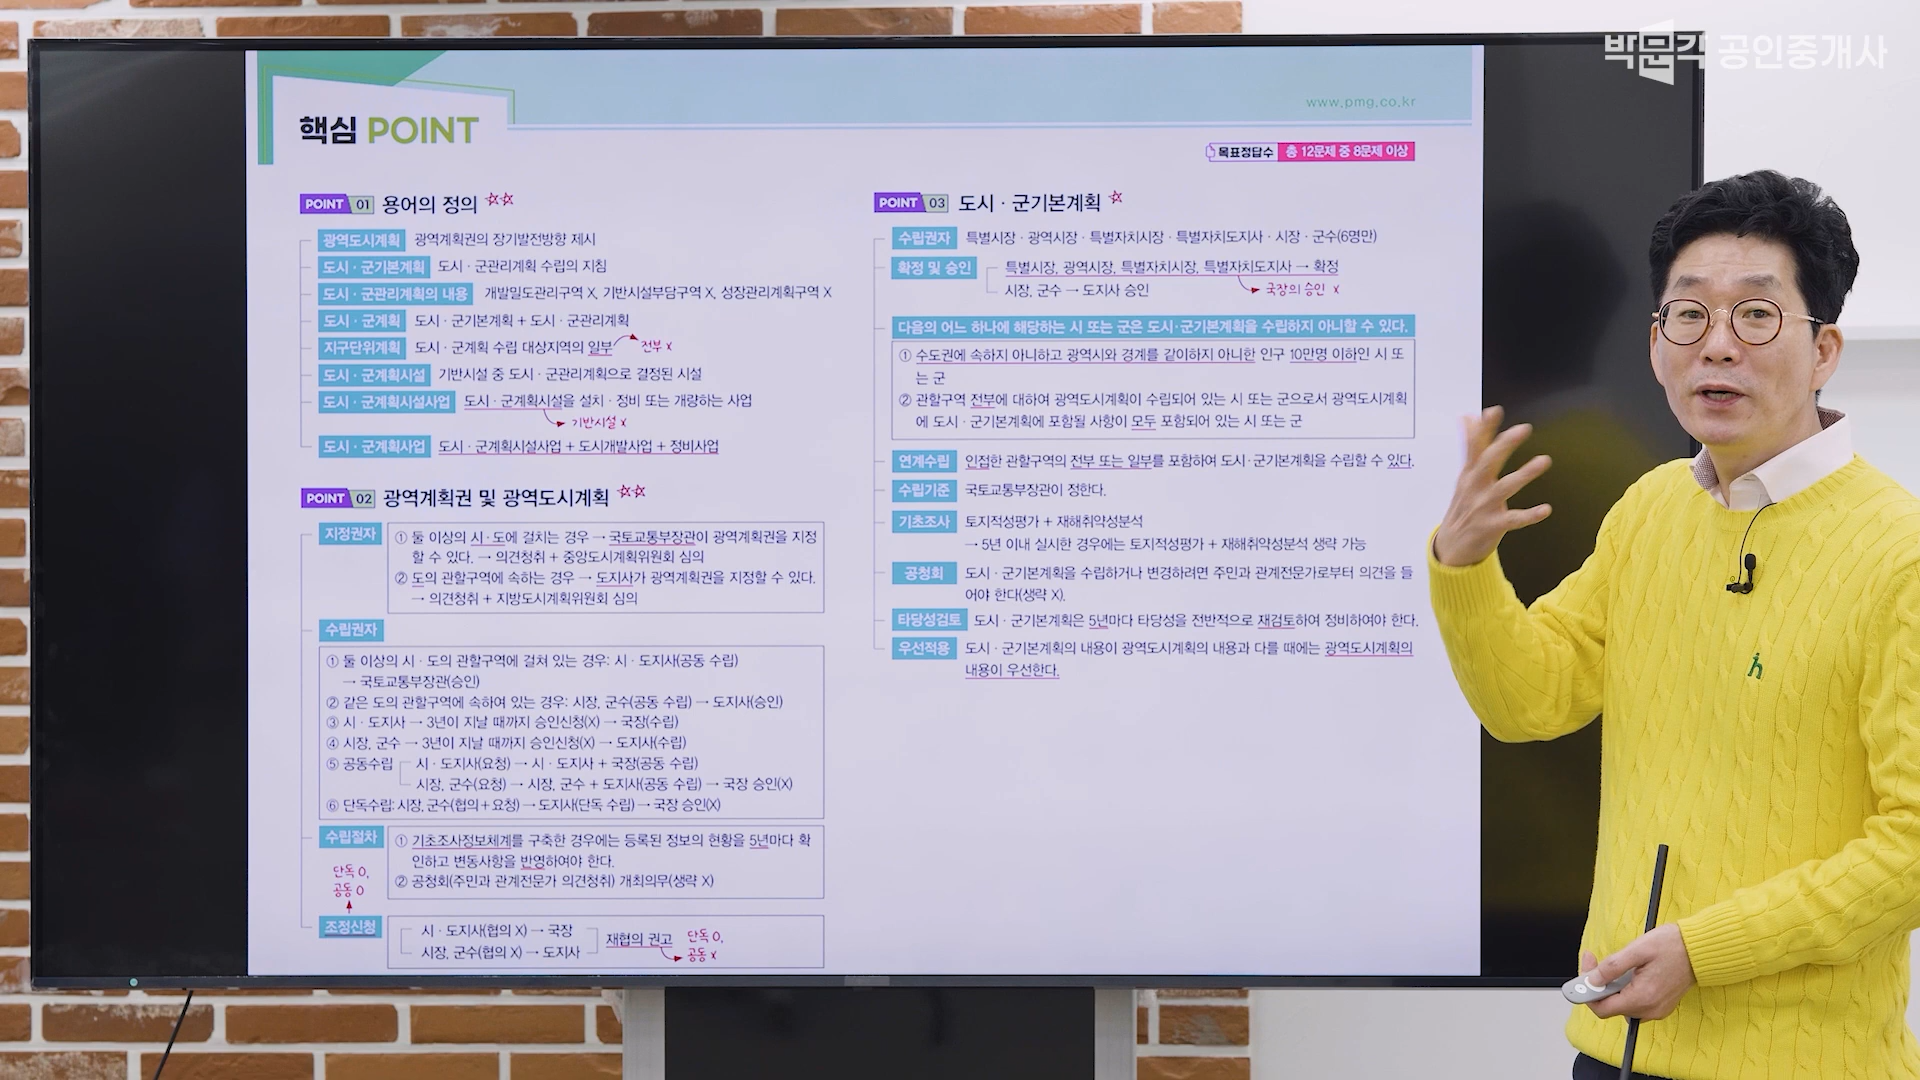 박문각 공인중개사
www.pmg.co.kr
핵심 POINT
목표정답수 총 12문제 중 8문제 이상
POINT 01 용어의 정의 ☆☆
광역도시계획 광역계획권의 장기발전방향 제시
도시·군기본계획 도시·군관리계획 수립의 지침
도시·군관리계획의 내용 개발밀도관리구역 X, 기반시설부담구역 X, 성장관리계획구역 X
도시·군계획 도시·군기본계획 + 도시·군관리계획
지구단위계획 도시·군계획 수립 대상지역의 일부 → 전부 X
도시·군계획시설 기반시설 중 도시·군관리계획으로 결정된 시설
도시·군계획시설사업 도시·군계획시설을 설치·정비 또는 개량하는 사업
→ 기반시설 X
도시·군계획사업 도시·군계획시설사업 + 도시개발사업 + 정비사업
POINT 02 광역계획권 및 광역도시계획 ☆☆
지정권자
① 둘 이상의 시·도에 걸치는 경우 → 국토교통부장관이 광역계획권을 지정
할 수 있다. → 의견청취 + 중앙도시계획위원회 심의
② 도의 관할구역에 속하는 경우 → 도지사가 광역계획권을 지정할 수 있다.
→ 의견청취 + 지방도시계획위원회 심의
수립권자
① 둘 이상의 시·도의 관할구역에 걸쳐 있는 경우: 시·도지사(공동 수립)
→ 국토교통부장관(승인)
② 같은 도의 관할구역에 속하여 있는 경우: 시장, 군수(공동 수립) → 도지사(승인)
③ 시·도지사 → 3년이 지날 때까지 승인신청(X) → 국장(수립)
④ 시장, 군수 → 3년이 지날 때까지 승인신청(X) → 도지사(수립)
⑤ 공동수립 시·도지사(요청) → 시·도지사 + 국장(공동 수립)
시장, 군수(요청) → 시장, 군수 + 도지사(공동 수립) → 국장 승인(X)
⑥ 단독수립: 시장, 군수(협의+요청) → 도지사(단독 수립) → 국장 승인(X)
수립절차
① 기초조사정보체계를 구축한 경우에는 등록된 정보의 현황을 5년마다 확
인하고 변동사항을 반영하여야 한다.
② 공청회(주민과 관계전문가 의견청취) 개최의무(생략 X)
단독 O,
공동 O
조정신청
시·도지사(협의 X) → 국장
시장, 군수(협의 X) → 도지사
재협의 권고 → 단독 O,
공동 X
POINT 03 도시·군기본계획 ☆
수립권자 특별시장·광역시장·특별자치시장·특별자치도지사·시장·군수(6명만)
확정 및 승인 특별시장, 광역시장, 특별자치시장, 특별자치도지사 → 확정
시장, 군수 → 도지사 승인 → 국장의 승인 X
다음의 어느 하나에 해당하는 시 또는 군은 도시·군기본계획을 수립하지 아니할 수 있다.
① 수도권에 속하지 아니하고 광역시와 경계를 같이하지 아니한 인구 10만명 이하인 시 또
는 군
② 관할구역 전부에 대하여 광역도시계획이 수립되어 있는 시 또는 군으로서 광역도시계획
에 도시·군기본계획에 포함될 사항이 모두 포함되어 있는 시 또는 군
연계수립 인접한 관할구역의 전부 또는 일부를 포함하여 도시·군기본계획을 수립할 수 있다.
수립기준 국토교통부장관이 정한다.
기초조사 토지적성평가 + 재해취약성분석
→ 5년 이내 실시한 경우에는 토지적성평가 + 재해취약성분석 생략 가능
공청회 도시·군기본계획을 수립하거나 변경하려면 주민과 관계전문가로부터 의견을 들
어야 한다(생략 X).
타당성검토 도시·군기본계획은 5년마다 타당성을 전반적으로 재검토하여 정비하여야 한다.
우선적용 도시·군기본계획의 내용이 광역도시계획의 내용과 다를 때에는 광역도시계획의
내용이 우선한다.